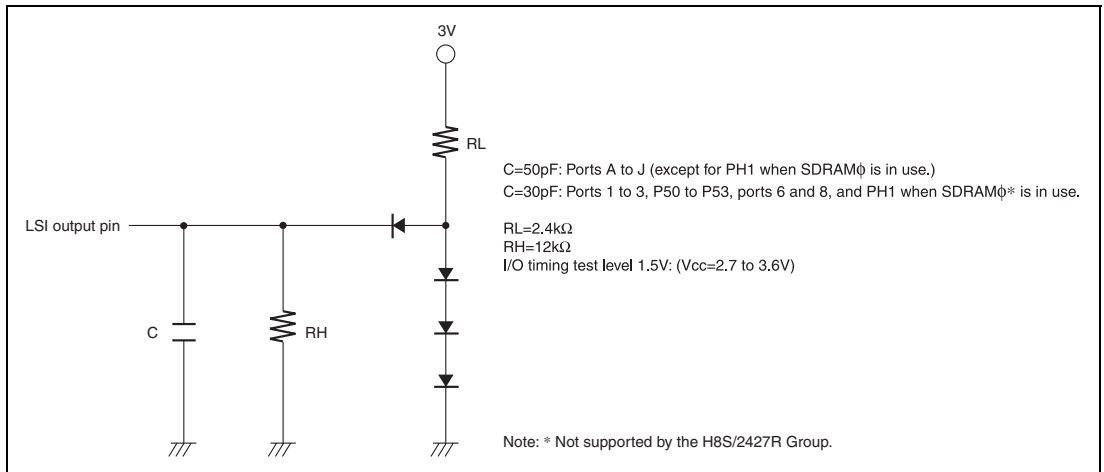 3V
RL
C=50pF: Ports A to J (except for PH1 when SDRAMϕ is in use.)
C=30pF: Ports 1 to 3, P50 to P53, ports 6 and 8, and PH1 when SDRAMϕ* is in use.
LSI output pin
RL=2.4kΩ
RH=12kΩ
I/O timing test level 1.5V: (Vcc=2.7 to 3.6V)
C
RH
Note: * Not supported by the H8S/2427R Group.